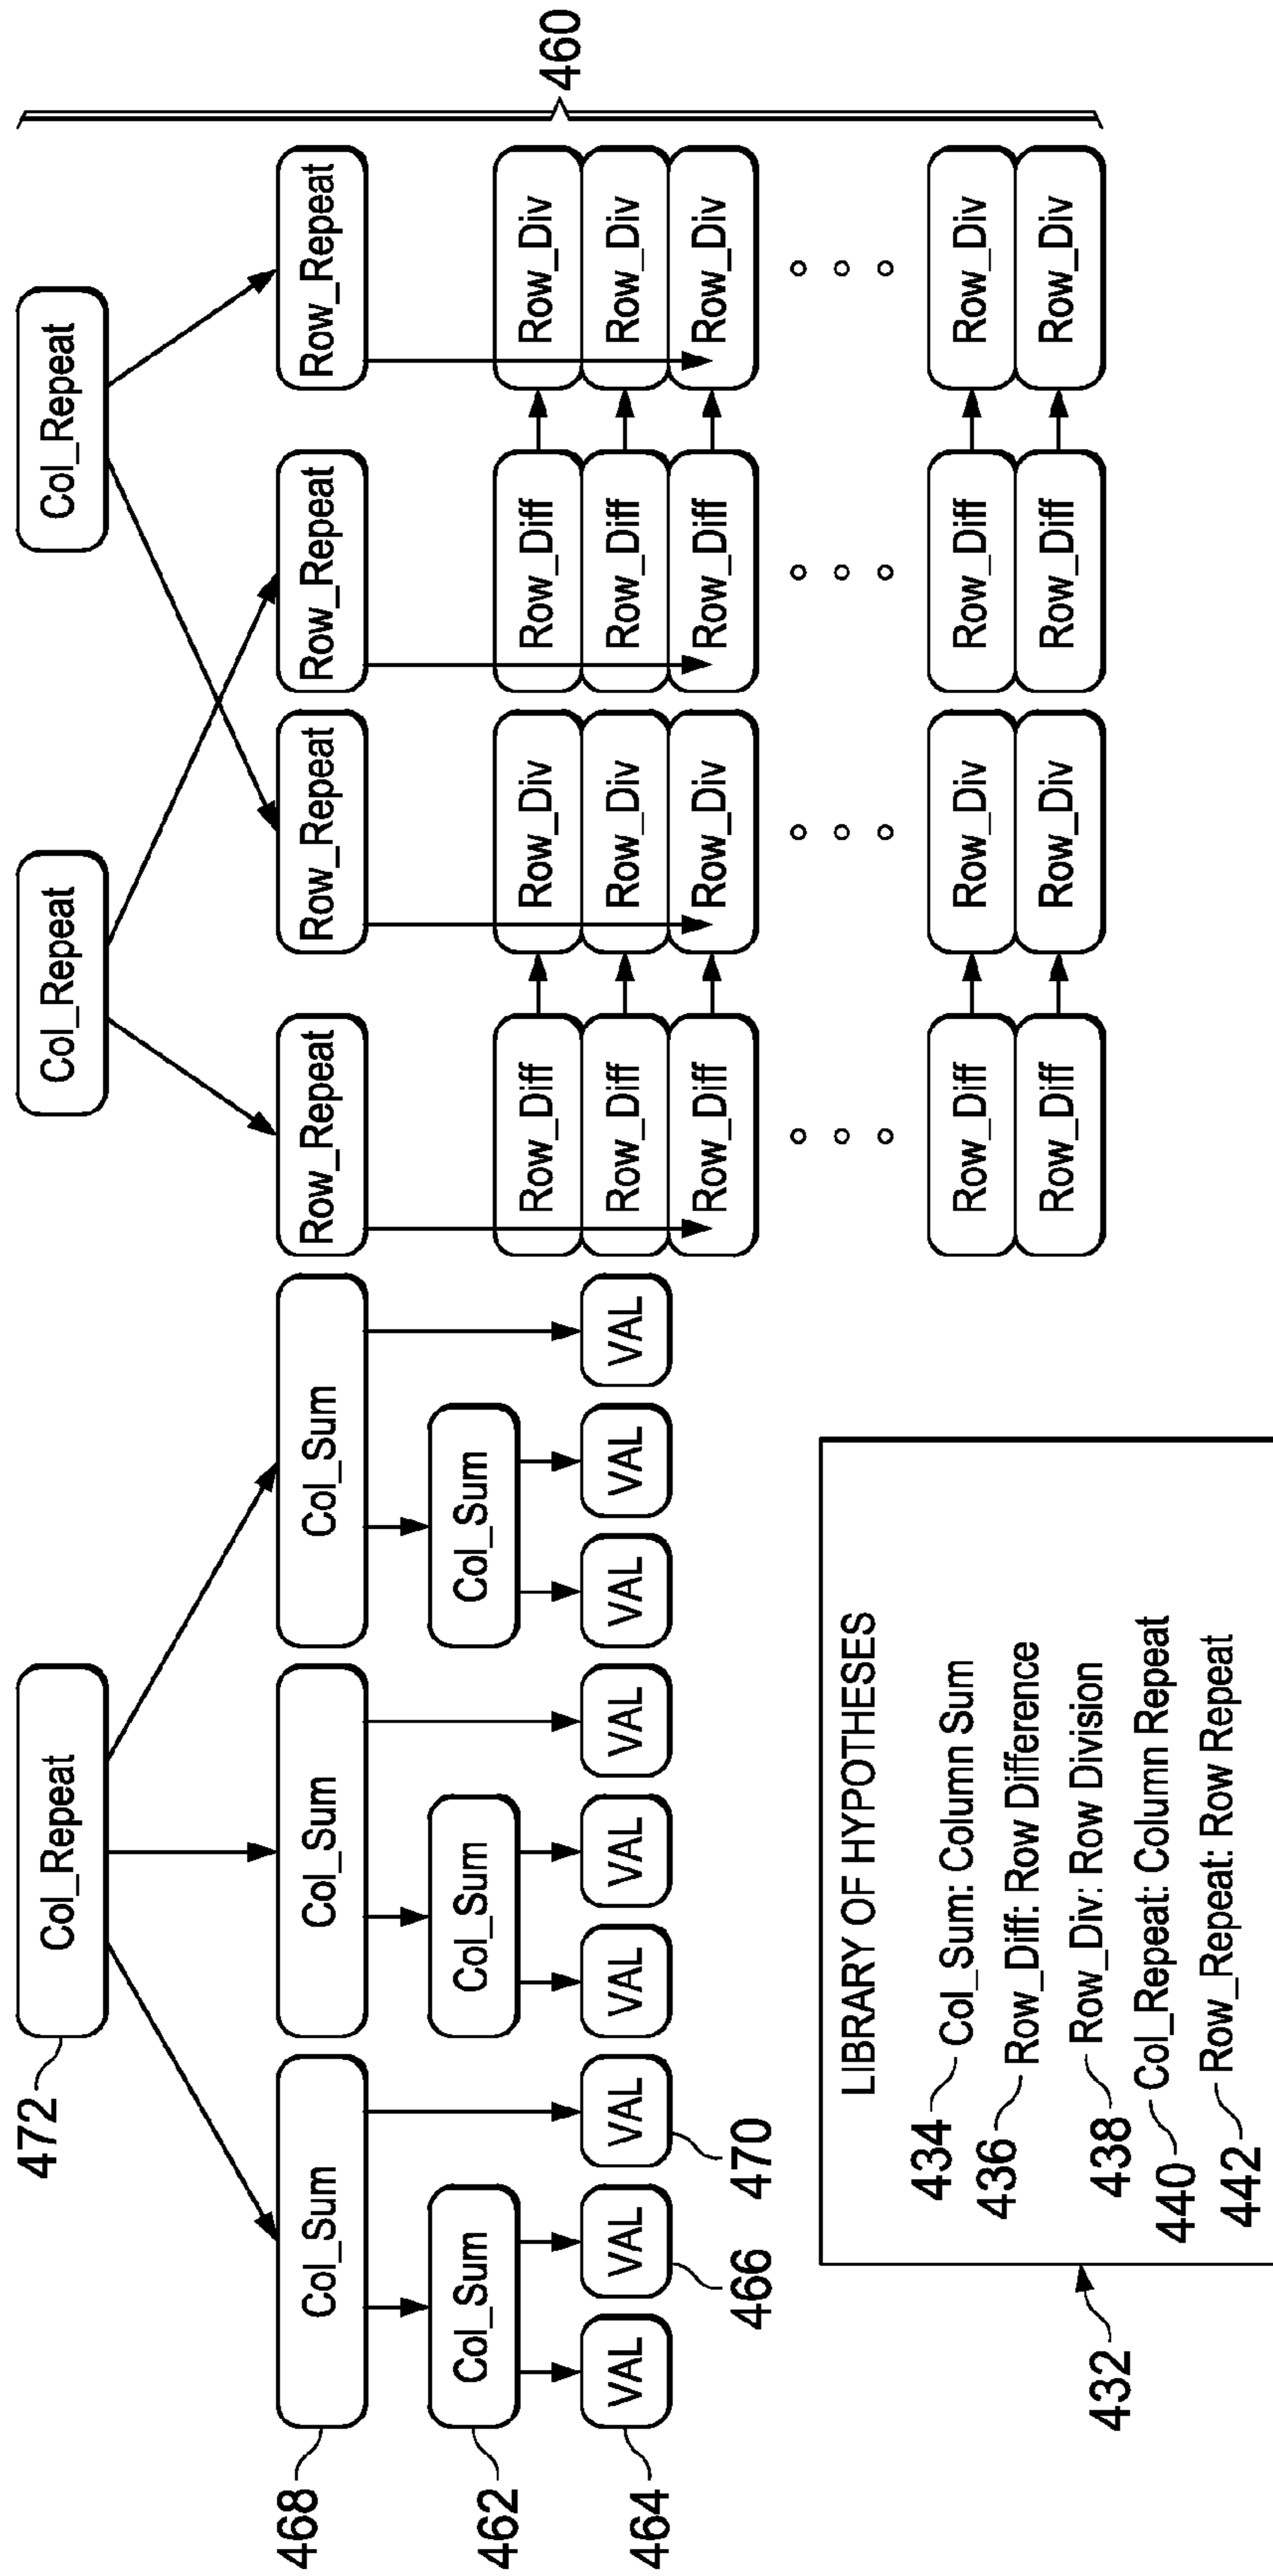 472
Col_Repeat
Col_Repeat
Col_Repeat
468
Col_Sum
Col_Sum
Col_Sum
Row_Repeat
Row_Repeat
Row_Repeat
Row_Repeat
462
Col_Sum
Col_Sum
Col_Sum
464
VAL
VAL
VAL
VAL
VAL
VAL
VAL
VAL
VAL
466
470
Row_Diff
Row_Div
Row_Diff
Row_Div
Row_Diff
Row_Div
Row_Diff
Row_Div
Row_Diff
Row_Div
Row_Diff
Row_Div
Row_Diff
Row_Div
Row_Diff
Row_Div
Row_Diff
Row_Div
Row_Diff
Row_Div
460
432
LIBRARY OF HYPOTHESES
434 Col_Sum: Column Sum
436 Row_Diff: Row Difference
438 Row_Div: Row Division
440 Col_Repeat: Column Repeat
442 Row_Repeat: Row Repeat